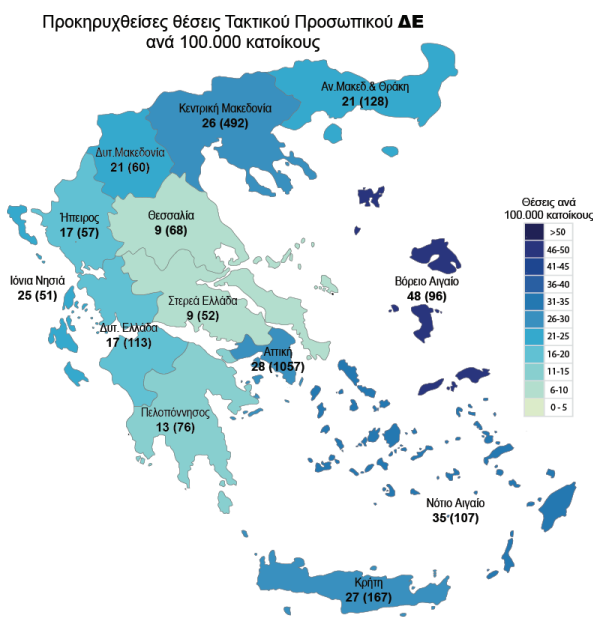 Προκηρυχθείσες θέσεις Τακτικού Προσωπικού ΔΕ
ανά 100.000 κατοίκους
Αν.Μακεδ.& Θράκη
21 (128)
Κεντρική Μακεδονία
26 (492)
Δυτ.Μακεδονία
21 (60)
Ήπειρος
17 (57)
Θεσσαλία
9 (68)
Ιόνια Νησιά
25 (51)
Στερεά Ελλάδα
9 (52)
Βόρειο Αιγαίο
48 (96)
Δυτ. Ελλάδα
17 (113)
Αττική
28 (1057)
Πελοπόννησος
13 (76)
Νότιο Αιγαίο
35 (107)
Κρήτη
27 (167)
Θέσεις ανά
100.000 κατοίκους
>50
46-50
41-45
36-40
31-35
26-30
21-25
16-20
11-15
6-10
0 - 5